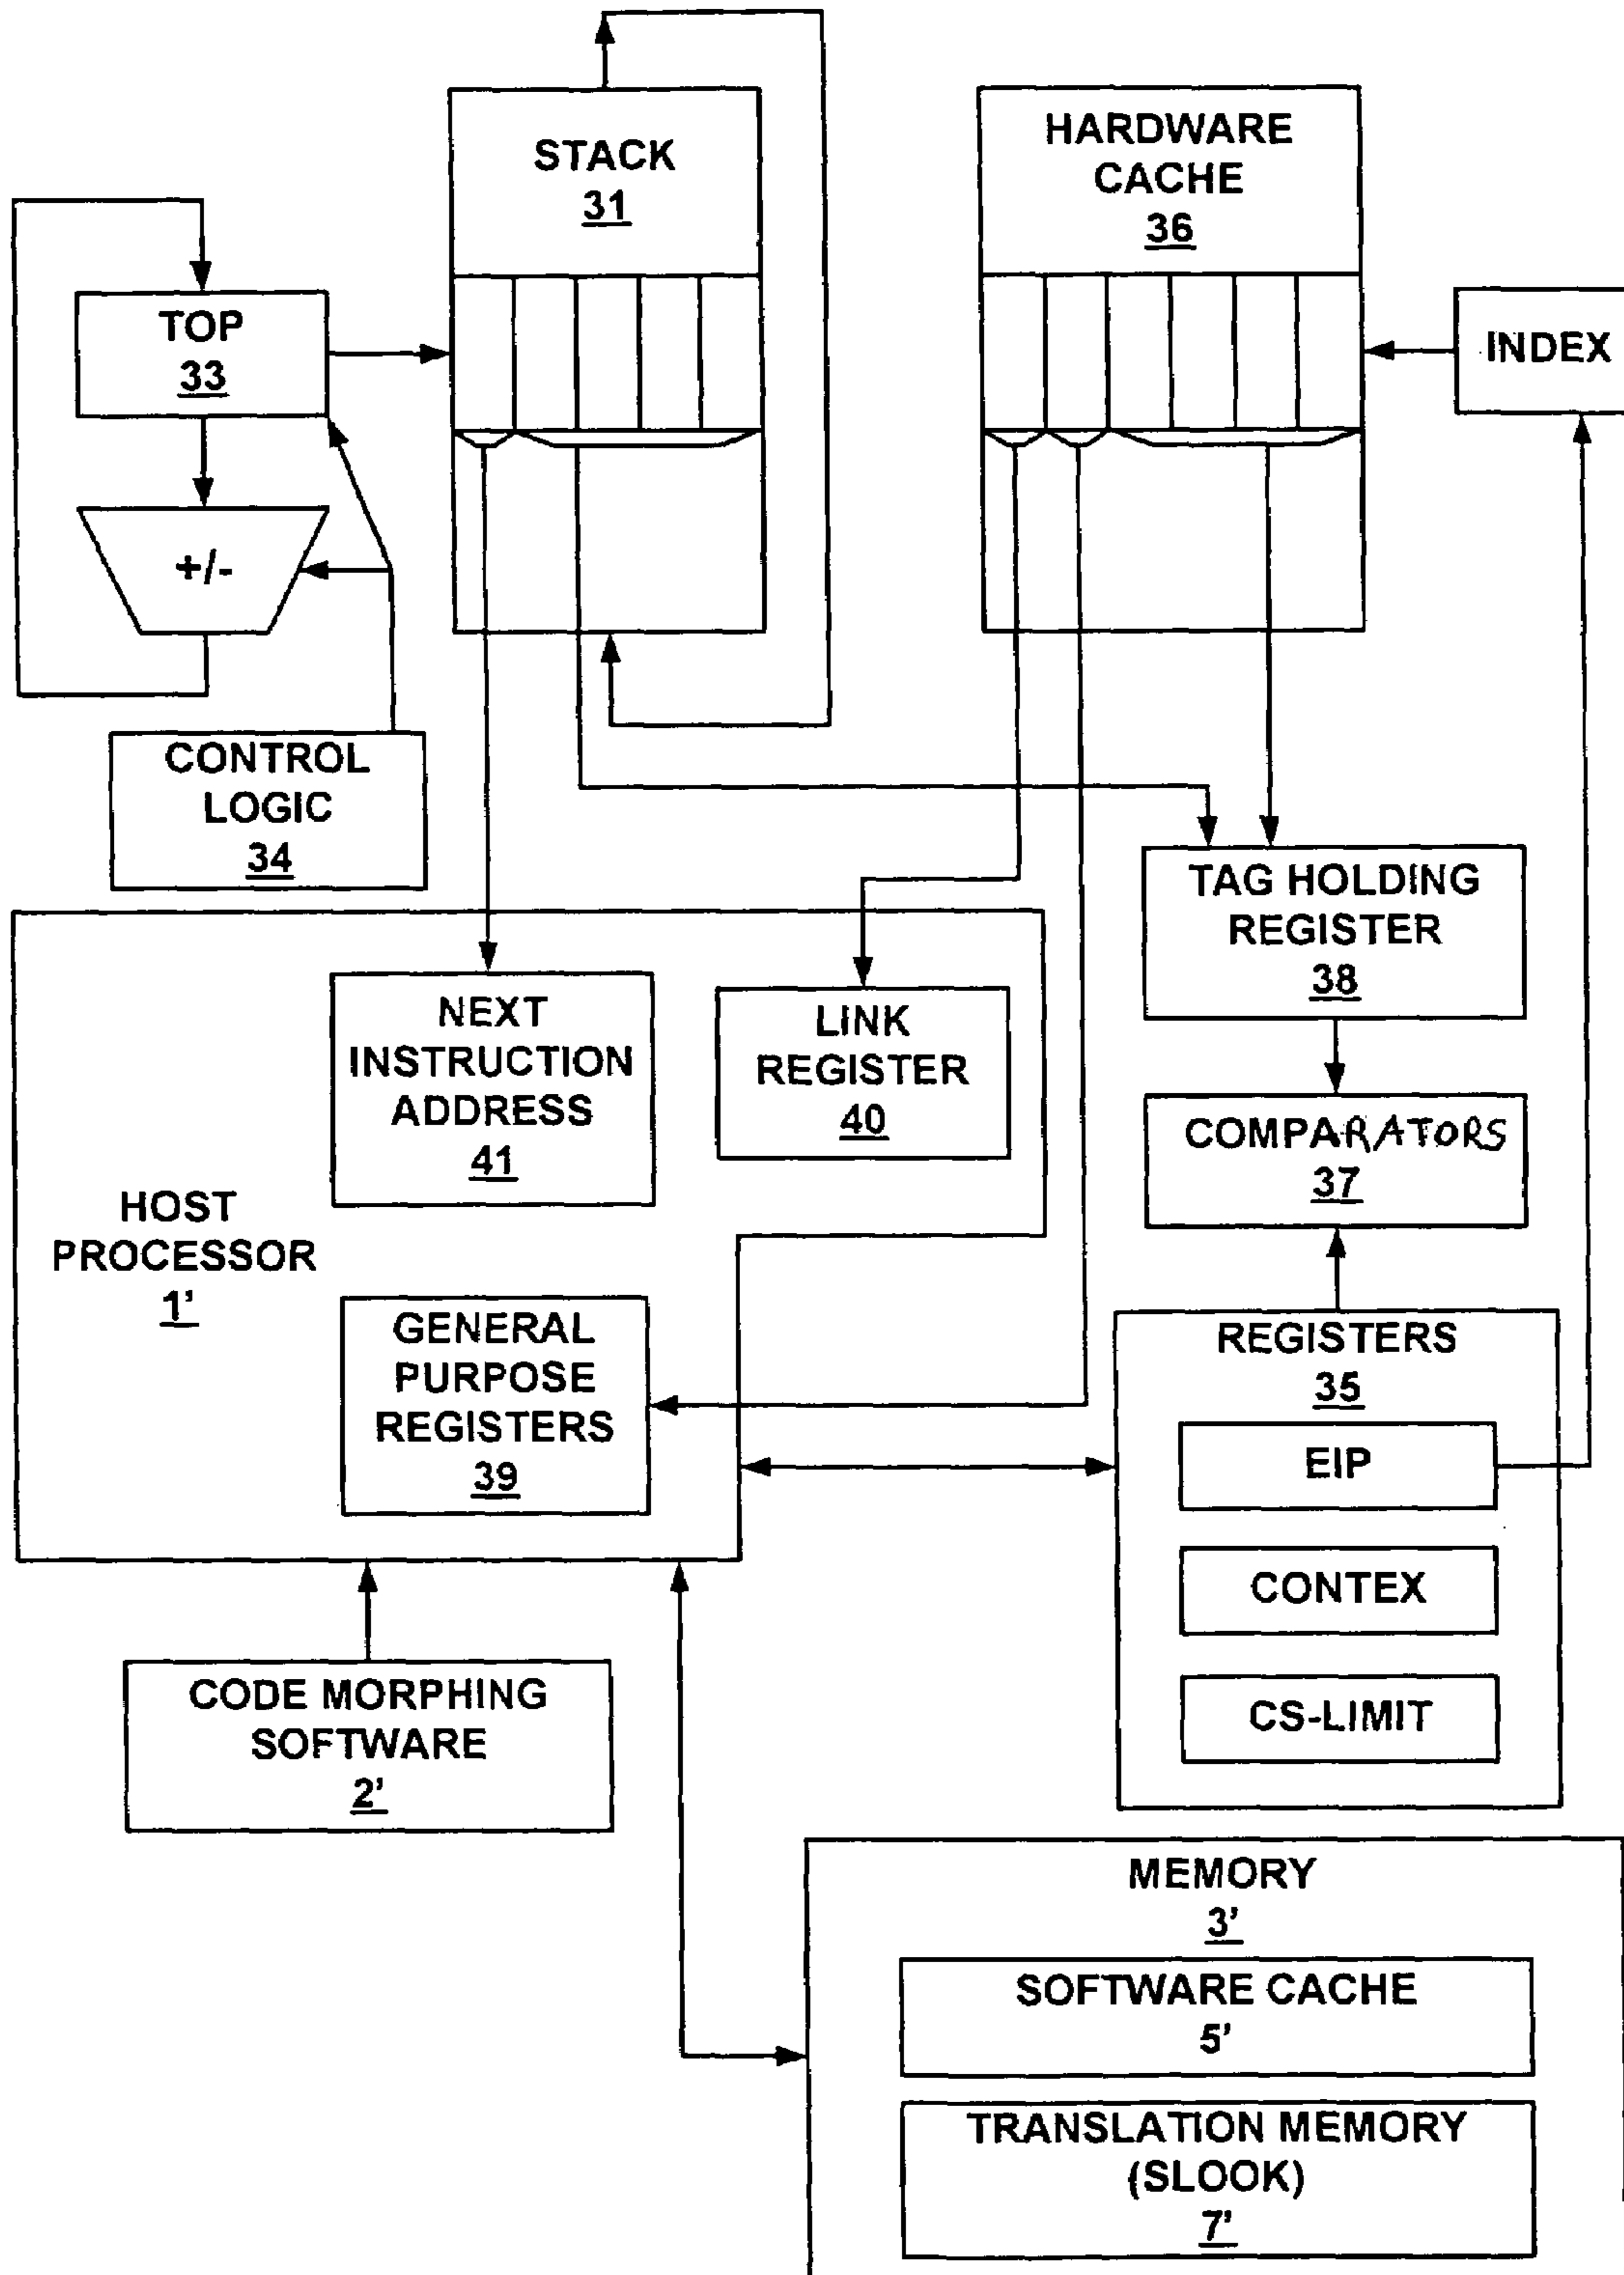 STACK
31
HARDWARE
CACHE
36
TOP
33
INDEX
+/-
CONTROL
LOGIC
34
TAG HOLDING
REGISTER
38
NEXT
INSTRUCTION
ADDRESS
41
LINK
REGISTER
40
COMPARATORS
37
HOST
PROCESSOR
1'
GENERAL
PURPOSE
REGISTERS
39
REGISTERS
35
EIP
CONTEX
CS-LIMIT
CODE MORPHING
SOFTWARE
2'
MEMORY
3'
SOFTWARE CACHE
5'
TRANSLATION MEMORY
(SLOOK)
7'